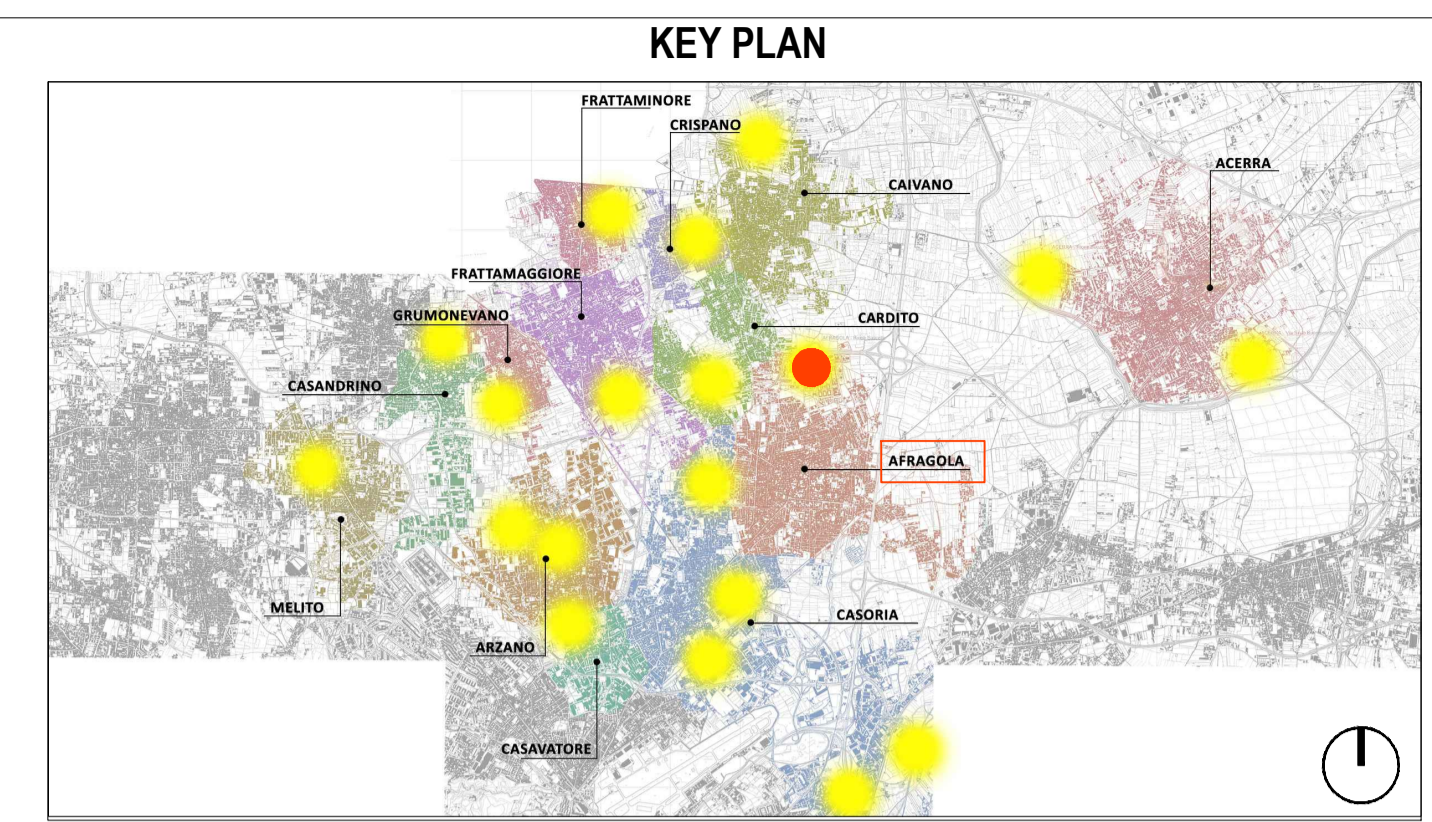 KEY PLAN
FRATTAMINORE
CRISPANO
ACERRA
CAIVANO
FRATTAMAGGIORE
GRUMONEVANO
CARDITO
CASANDRINO
AFRAGOLA
MELITO
CASORIA
ARZANO
CASAVATORE